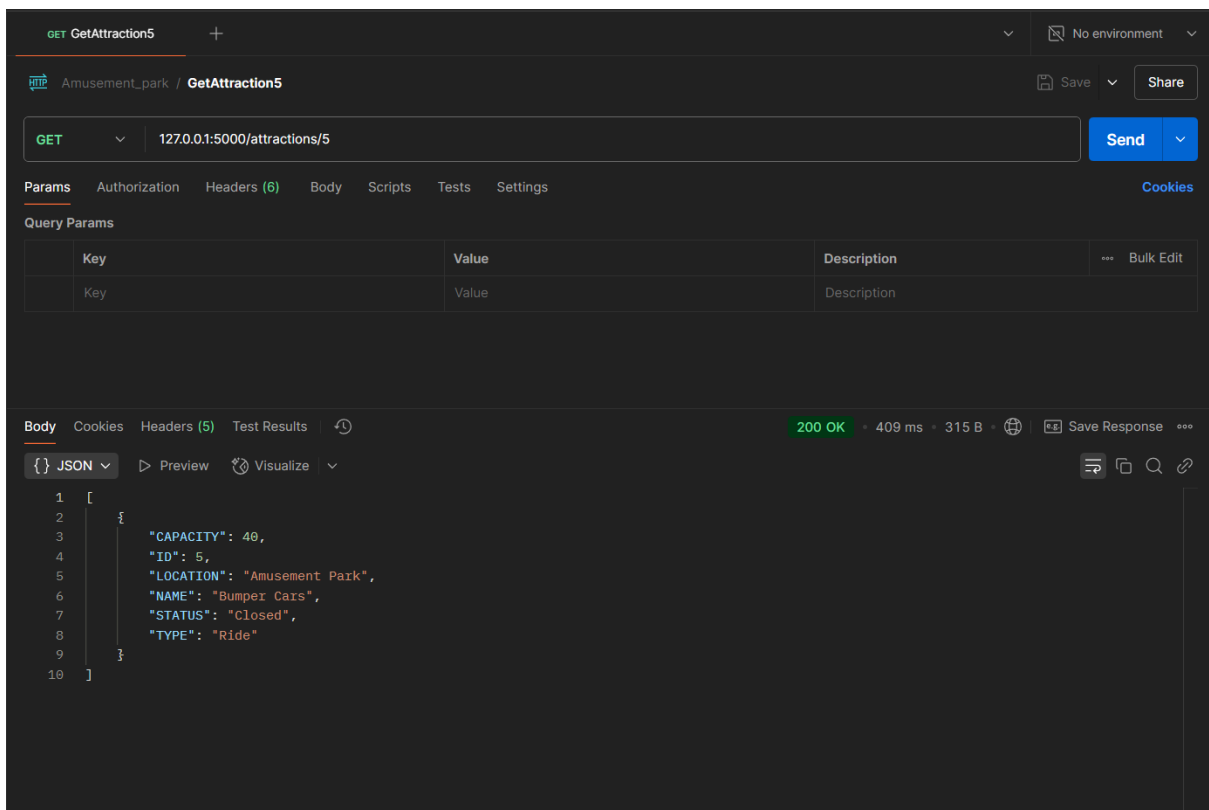 GET GetAttraction5 + No environment
HTTP Amusement_park / GetAttraction5 Save Share
GET 127.0.0.1:5000/attractions/5 Send
Params Authorization Headers (6) Body Scripts Tests Settings Cookies
Query Params
Key Value Description ••• Bulk Edit
Key Value Description
Body Cookies Headers (5) Test Results 200 OK • 409 ms • 315 B • e.g. Save Response •••
{} JSON Preview Visualize
1 [
2 {
3 "CAPACITY": 40,
4 "ID": 5,
5 "LOCATION": "Amusement Park",
6 "NAME": "Bumper Cars",
7 "STATUS": "Closed",
8 "TYPE": "Ride"
9 }
10 ]